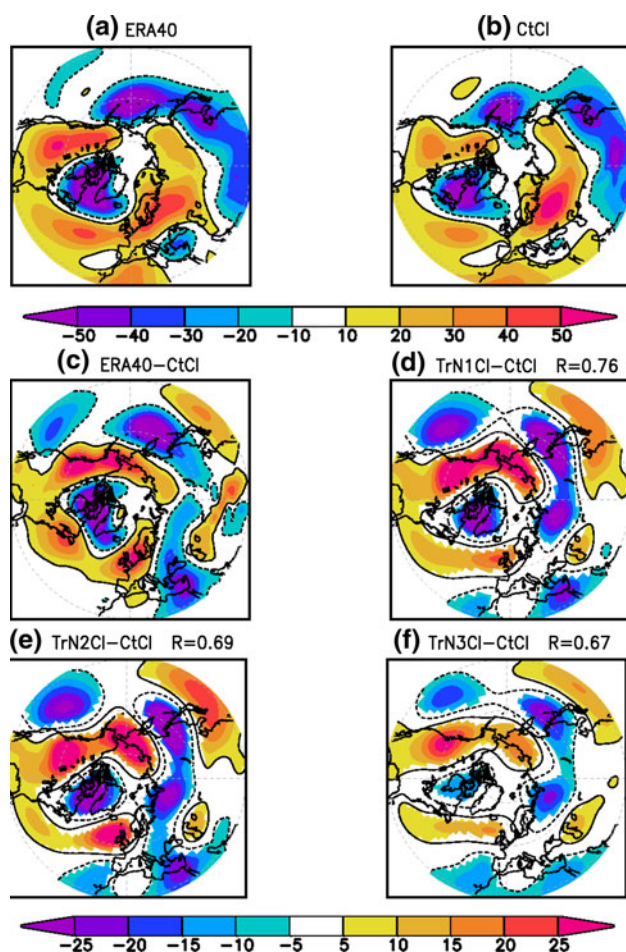 (a) ERA40
(b) CtCl
-50 -40 -30 -20 -10 10 20 30 40 50
(c) ERA40-CtCl
(d) TrN1Cl-CtCl R=0.76
(e) TrN2Cl-CtCl R=0.69
(f) TrN3Cl-CtCl R=0.67
-25 -20 -15 -10 -5 5 10 15 20 25